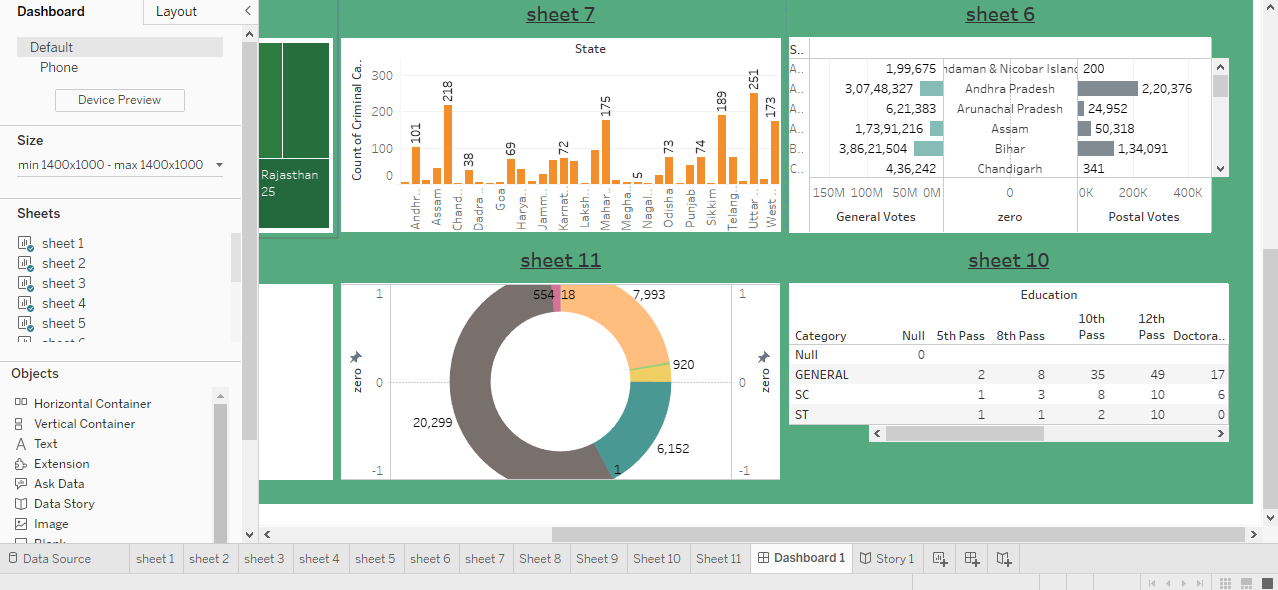 Dashboard
Layout
Default
Phone
Device Preview
Size
min 1400x1000 - max 1400x1000
Sheets
sheet 1
sheet 2
sheet 3
sheet 4
sheet 5
Objects
Horizontal Container
Vertical Container
Text
Extension
Ask Data
Data Story
Image
Rajasthan
25
sheet 7
State
Count of Criminal Ca..
300
200
100
0
101
218
38
69
72
175
5
73
74
189
251
173
Andhr..
Assam
Chand..
Dadra ..
Goa
Harya..
Jamm..
Karnat..
Laksh..
Mahar..
Megha..
Nagal..
Odisha
Punjab
Sikkim
Telang..
Uttar ..
West ..
sheet 6
S..
A.. 1,99,675 ndaman & Nicobar Islanc 200
A.. 3,07,48,327 Andhra Pradesh 2,20,376
A.. 6,21,383 Arunachal Pradesh 24,952
A.. 1,73,91,216 Assam 50,318
B.. 3,86,21,504 Bihar 1,34,091
C.. 4,36,242 Chandigarh 341
150M 100M 50M 0M 0 0K 200K 400K
General Votes zero Postal Votes
sheet 11
1
0
-1
zero
554
18
7,993
920
20,299
6,152
1
1
0
-1
zero
sheet 10
Education
Category Null 5th Pass 8th Pass 10th Pass 12th Pass Doctora..
Null 0
GENERAL 2 8 35 49 17
SC 1 3 8 10 6
ST 1 1 2 10 0
Data Source sheet 1 sheet 2 sheet 3 sheet 4 sheet 5 sheet 6 sheet 7 Sheet 8 Sheet 9 Sheet 10 Sheet 11 Dashboard 1 Story 1